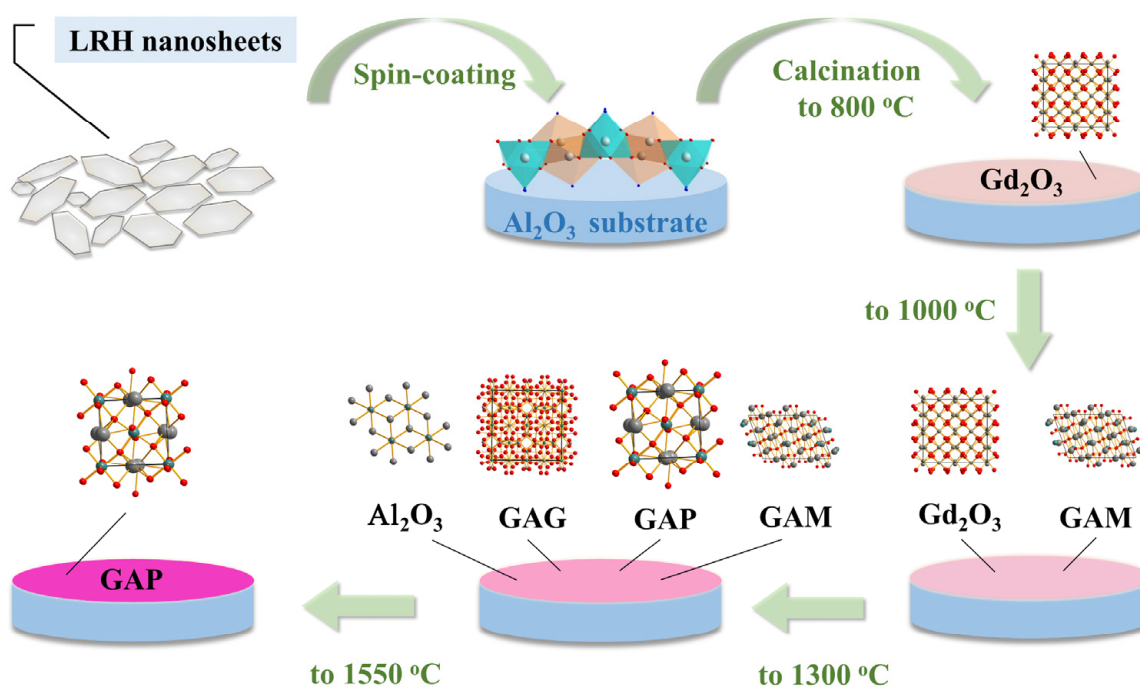 LRH nanosheets
Spin-coating
Calcination
to 800 °C
Gd₂O₃
Al₂O₃ substrate
to 1000 °C
Al₂O₃
GAG
GAP
GAM
Gd₂O₃
GAM
GAP
to 1550 °C
to 1300 °C